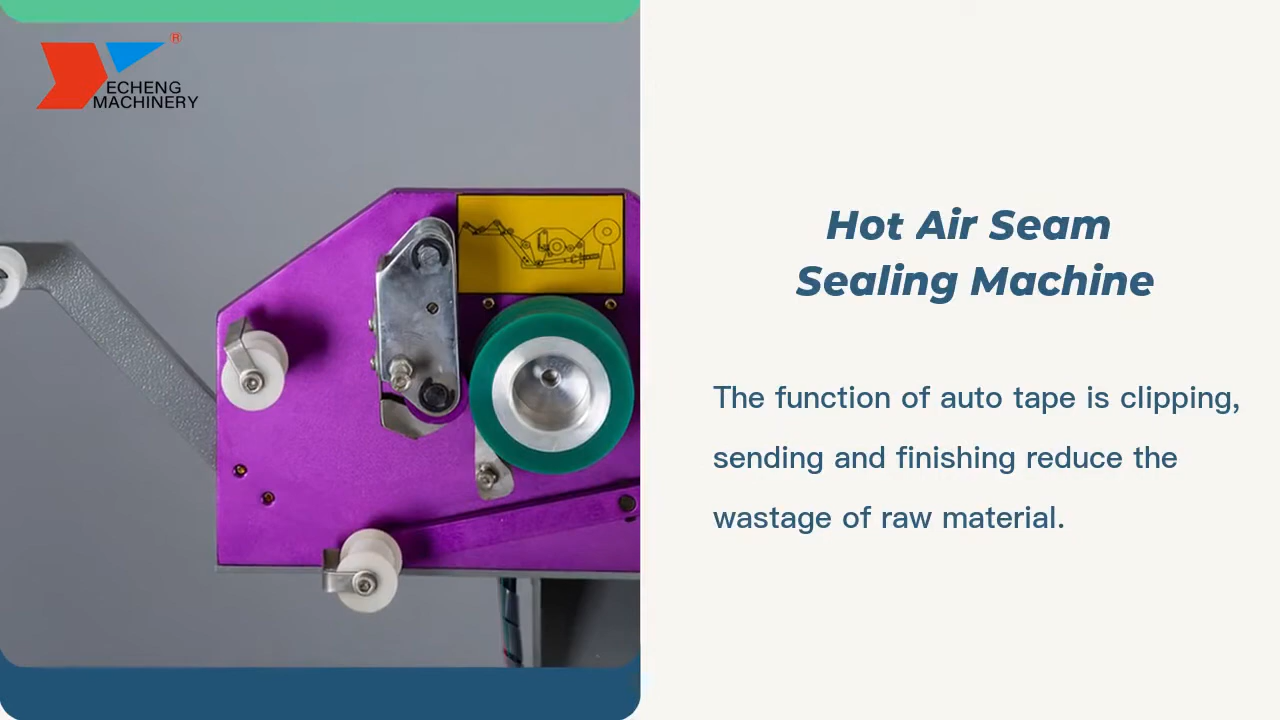 ®
ECHENG
MACHINERY
Hot Air Seam
Sealing Machine
The function of auto tape is clipping,
sending and finishing reduce the
wastage of raw material.